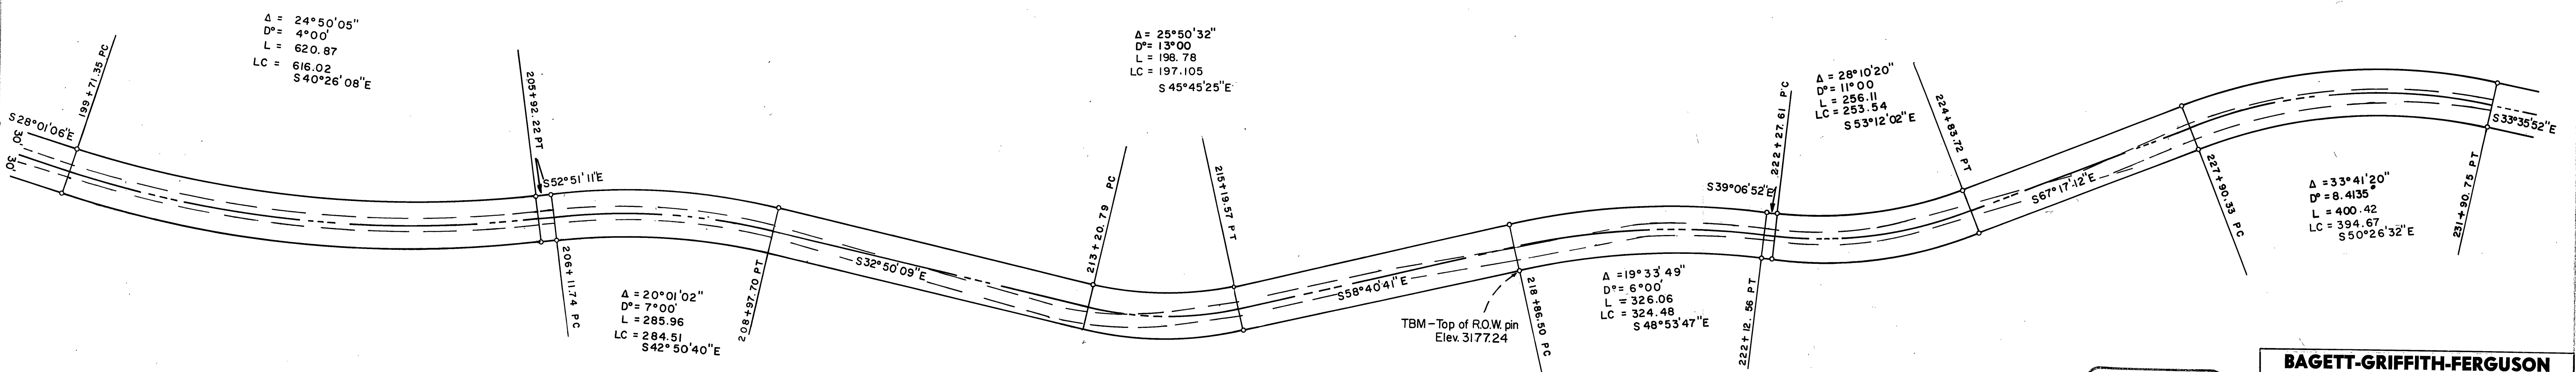 Δ = 24°50'05"
D°= 4°00'
L = 620.87
LC = 616.02
S40°26'08"E
199+71.35 PC
S28°01'06"E
30'
30'
205+92.22 PT
S52°51'11"E
206+11.74 PC
Δ = 20°01'02"
D°= 7°00'
L = 285.96
LC = 284.51
S42°50'40"E
208+97.70 PT
S32°50'09"E
Δ = 25°50'32"
D°= 13°00
L = 198.78
LC = 197.105
S45°45'25"E
213+20.79 PC
215+19.57 PT
S58°40'41"E
TBM-Top of R.O.W. pin
Elev. 3177.24
218+86.50 PC
Δ =19°33'49"
D°= 6°00'
L = 326.06
LC = 324.48
S48°53'47"E
S39°06'52"E
222+12.56 PT
222+27.61 PC
Δ = 28°10'20"
D°= 11°00
L = 256.11
LC = 253.54
S53°12'02"E
224+83.72 PT
S67°17'12"E
227+90.33 PC
Δ =33°41'20"
D°= 8.4135°
L = 400.42
LC = 394.67
S50°26'32"E
231+90.75 PT
S33°35'52"E
BAGETT-GRIFFITH-FERGUSON